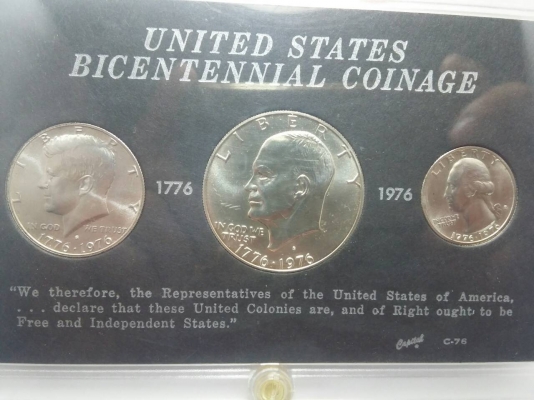 UNITED STATES
BICENTENNIAL COINAGE
LIBERTY
IN GOD WE TRUST
1776-1976
1776
LIBERTY
IN GOD WE
TRUST
1776-1976
1976
LIBERTY
1776-1976
"We therefore, the Representatives of the United States of America,
. . . declare that these United Colonies are, and of Right ought to be
Free and Independent States."
Capital C-76